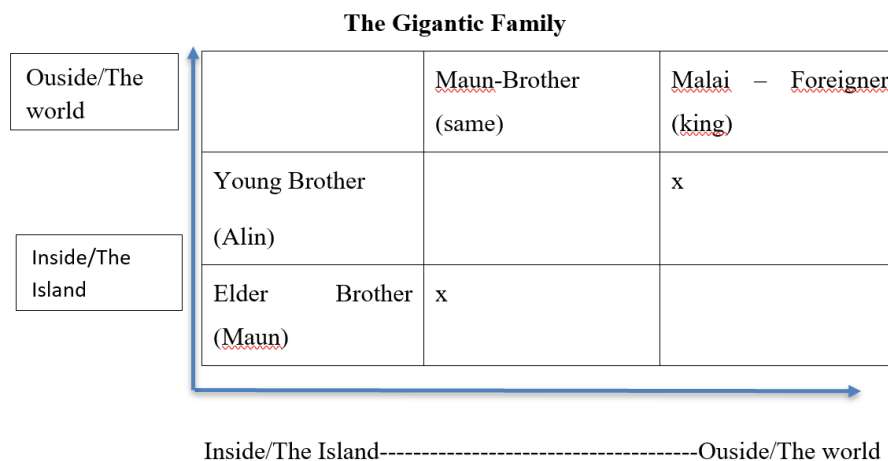 The Gigantic Family
Ouside/The
world
Maun-Brother
(same)
Malai – Foreigner
(king)
Young Brother
(Alin)
x
Inside/The
Island
Elder Brother
(Maun)
x
Inside/The Island--------------------------------------Ouside/The world